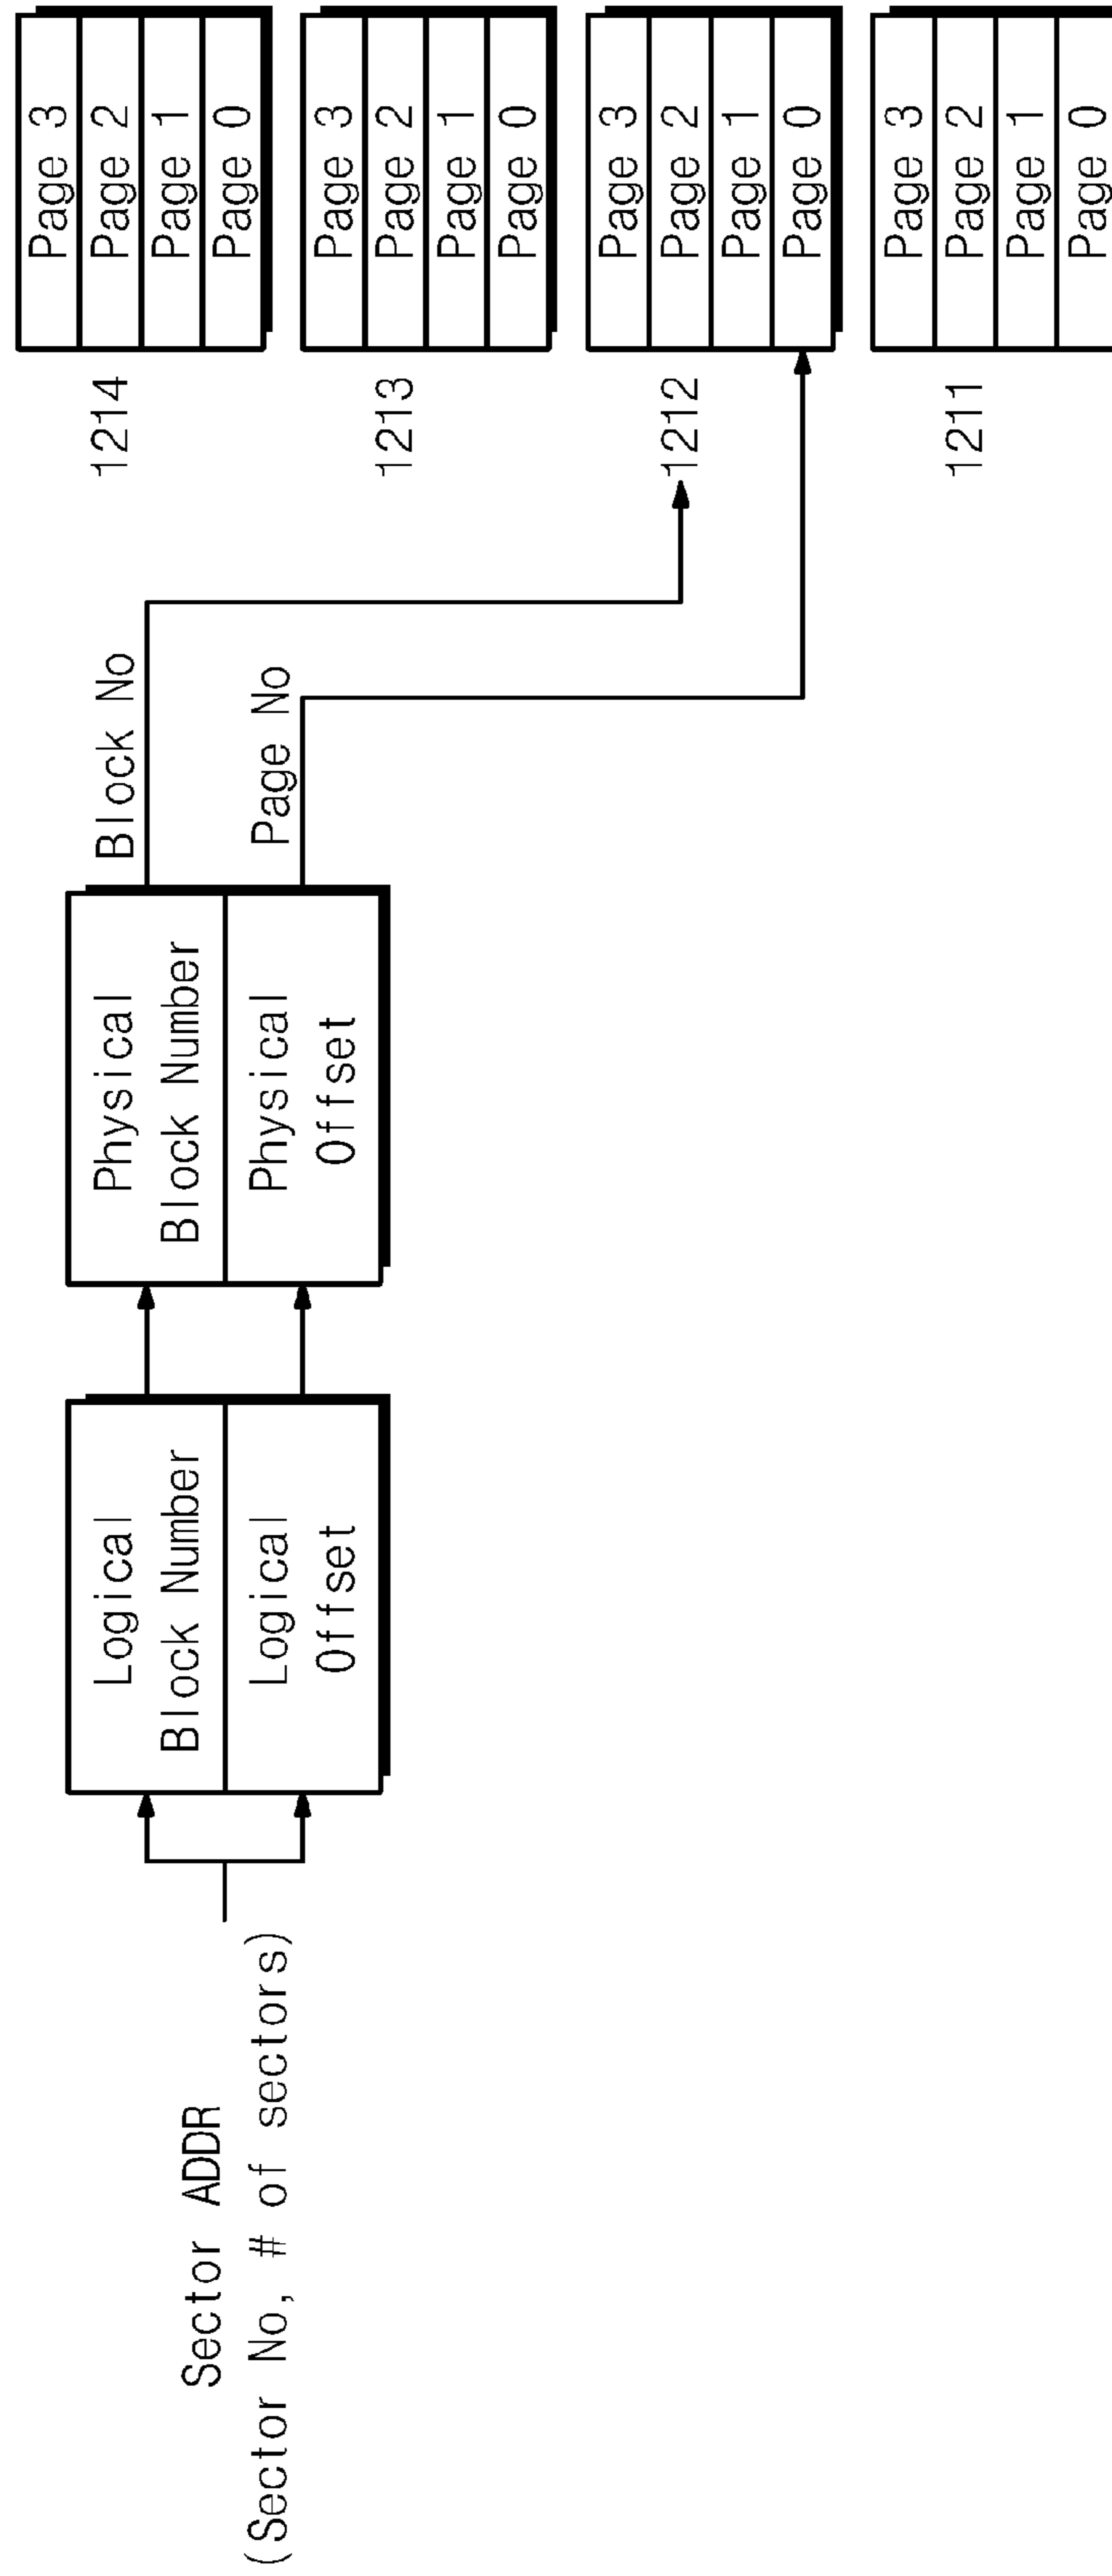 Sector ADDR
(Sector No, # of sectors)
Logical
Block Number
Logical
Offset
Physical
Block Number
Physical
Offset
Block No
Page No
1214
Page 3
Page 2
Page 1
Page 0
1213
Page 3
Page 2
Page 1
Page 0
1212
Page 3
Page 2
Page 1
Page 0
1211
Page 3
Page 2
Page 1
Page 0